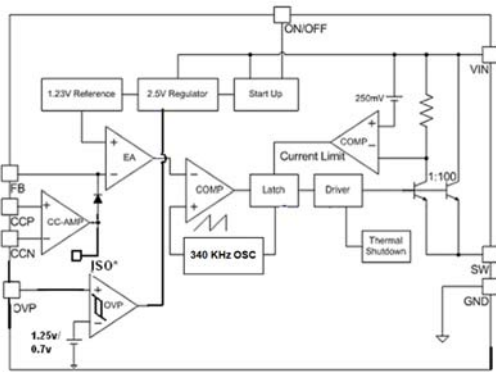 ON/OFF
VIN
1.23V Reference
2.5V Regulator
Start Up
250mV
+
-
COMP
Current Limit
1:100
+
-
EA
-
+
COMP
Latch
Driver
FB
CCP
CCN
+
-
CC-AMP
340 KHz OSC
Thermal
Shutdown
SW
GND
ISO*
OVP
+
-
OVP
1.25v/
0.7v